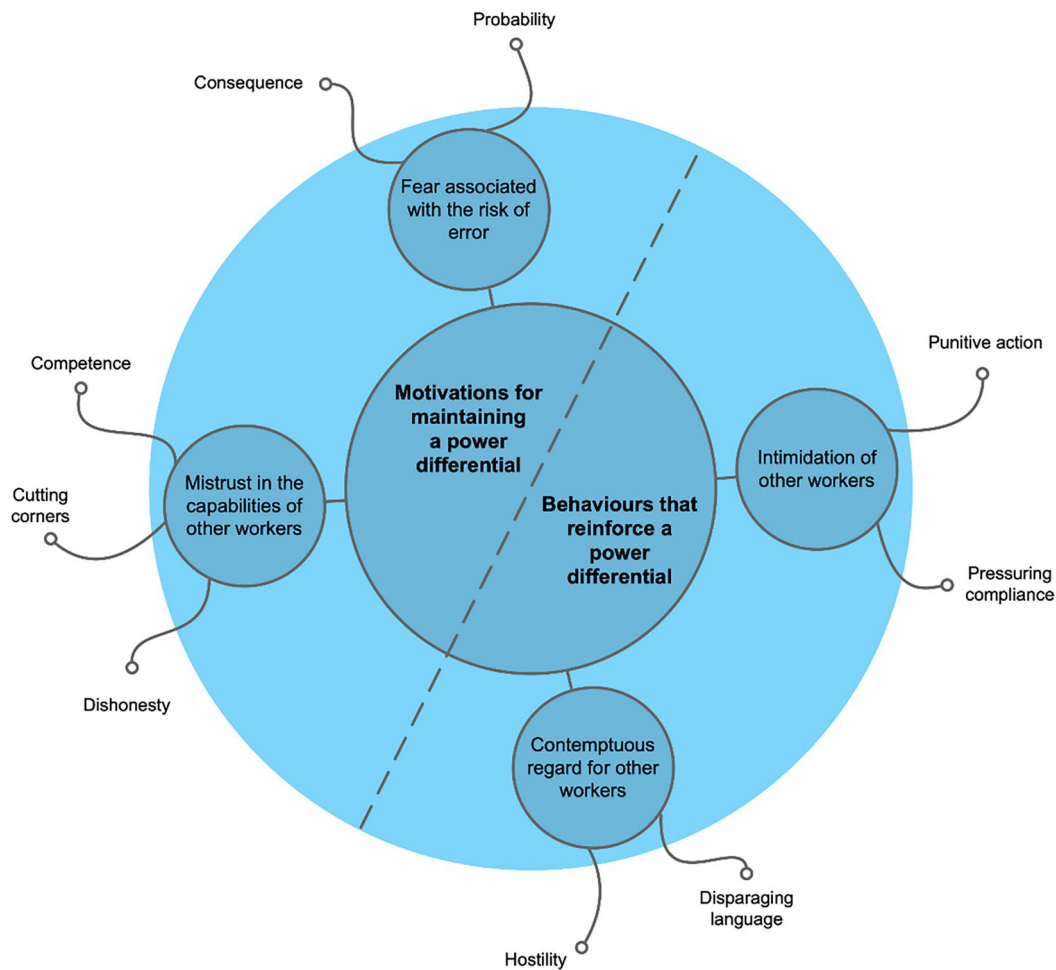 Probability
Consequence
Fear associated
with the risk of
error
Motivations for
maintaining
a power
differential
Competence
Mistrust in the
capabilities of
other workers
Cutting
corners
Dishonesty
Punitive action
Intimidation of
other workers
Behaviours that
reinforce a
power
differential
Pressuring
compliance
Contemptuous
regard for other
workers
Disparaging
language
Hostility